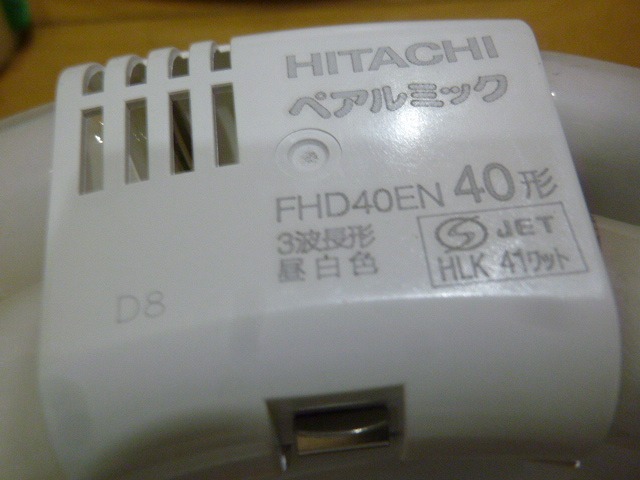 HITACHI
ペアルミック
FHD40EN 40形
3波長形
昼白色
JET
HLK 41ワット
D8